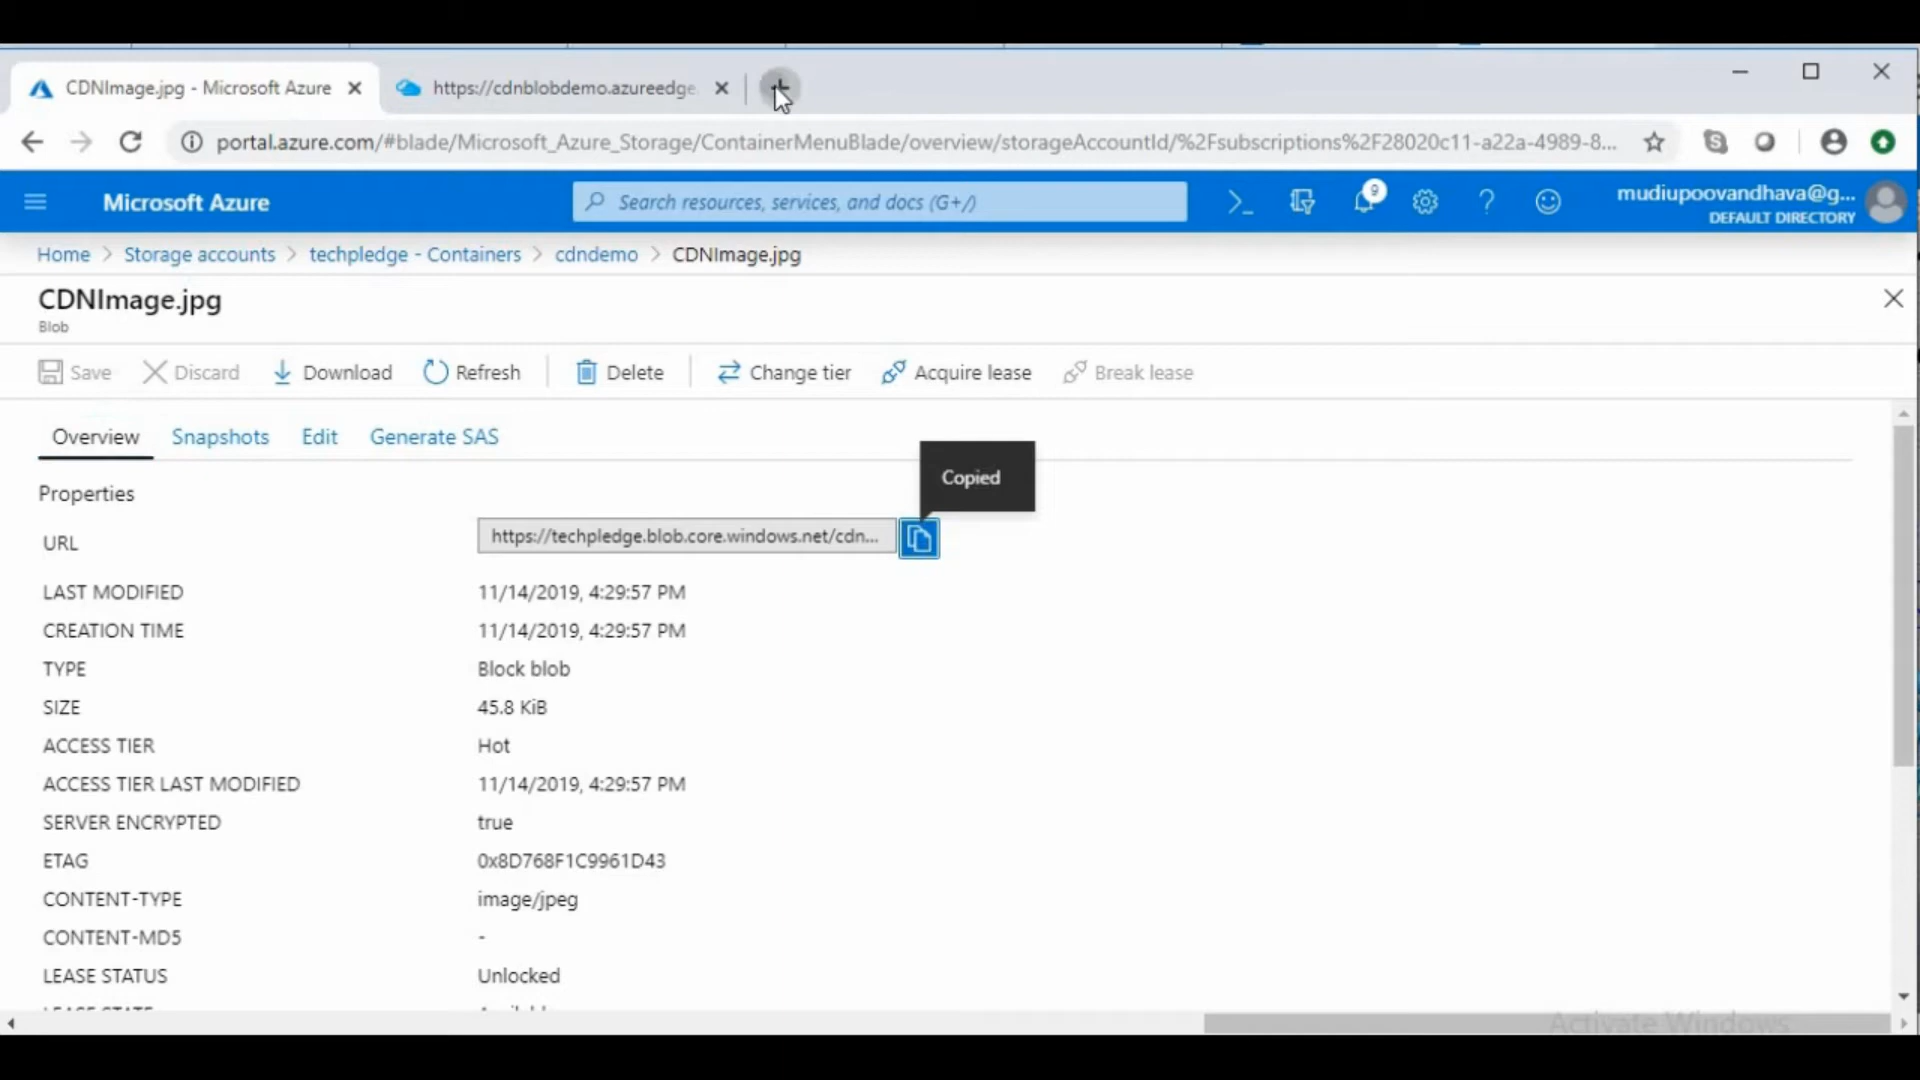 CDNImage.jpg - Microsoft Azure
https://cdnblobdemo.azureedge.
portal.azure.com/#blade/Microsoft_Azure_Storage/ContainerMenuBlade/overview/storageAccountId/%2Fsubscriptions%2F28020c11-a22a-4989-8...
Microsoft Azure
Search resources, services, and docs (G+/)
9
mudiupoovandhava@g...
DEFAULT DIRECTORY
Home > Storage accounts > techpledge - Containers > cdndemo > CDNImage.jpg
CDNImage.jpg
Blob
Save Discard Download Refresh Delete Change tier Acquire lease Break lease
Overview Snapshots Edit Generate SAS
Copied
Properties
URL https://techpledge.blob.core.windows.net/cdn...
LAST MODIFIED 11/14/2019, 4:29:57 PM
CREATION TIME 11/14/2019, 4:29:57 PM
TYPE Block blob
SIZE 45.8 KiB
ACCESS TIER Hot
ACCESS TIER LAST MODIFIED 11/14/2019, 4:29:57 PM
SERVER ENCRYPTED true
ETAG 0x8D768F1C9961D43
CONTENT-TYPE image/jpeg
CONTENT-MD5 -
LEASE STATUS Unlocked
Activate Windows